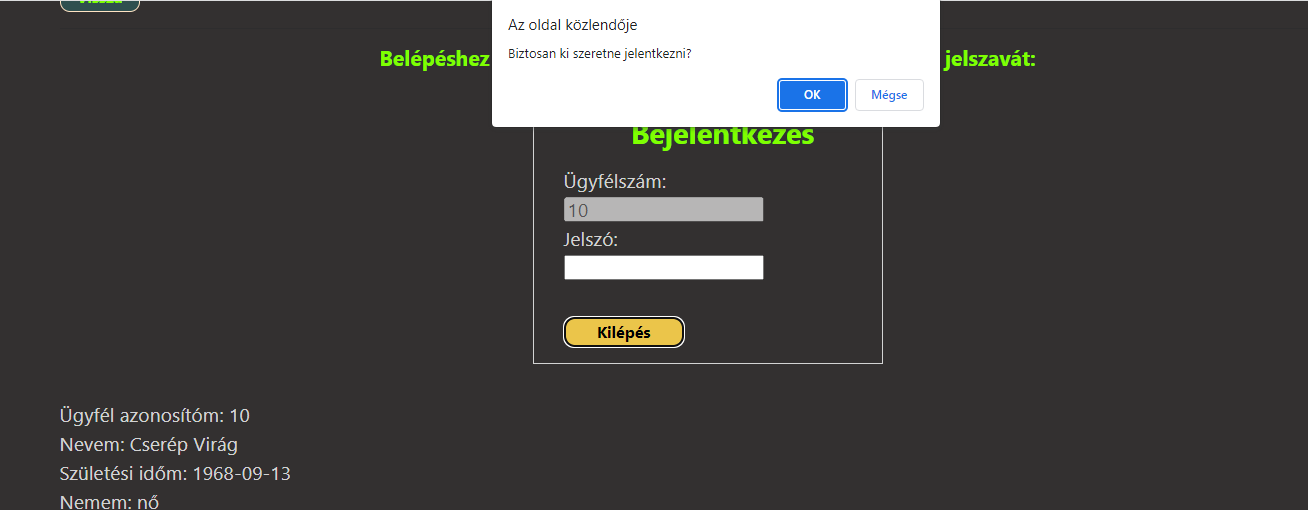 Vissza
Az oldal közlendője
Biztosan ki szeretne jelentkezni?
OK Mégse
Belépéshez jelszavát:
Bejelentkezés
Ügyfélszám:
10
Jelszó:
Kilépés
Ügyfél azonosítóm: 10
Nevem: Cserép Virág
Születési időm: 1968-09-13
Nemem: nő